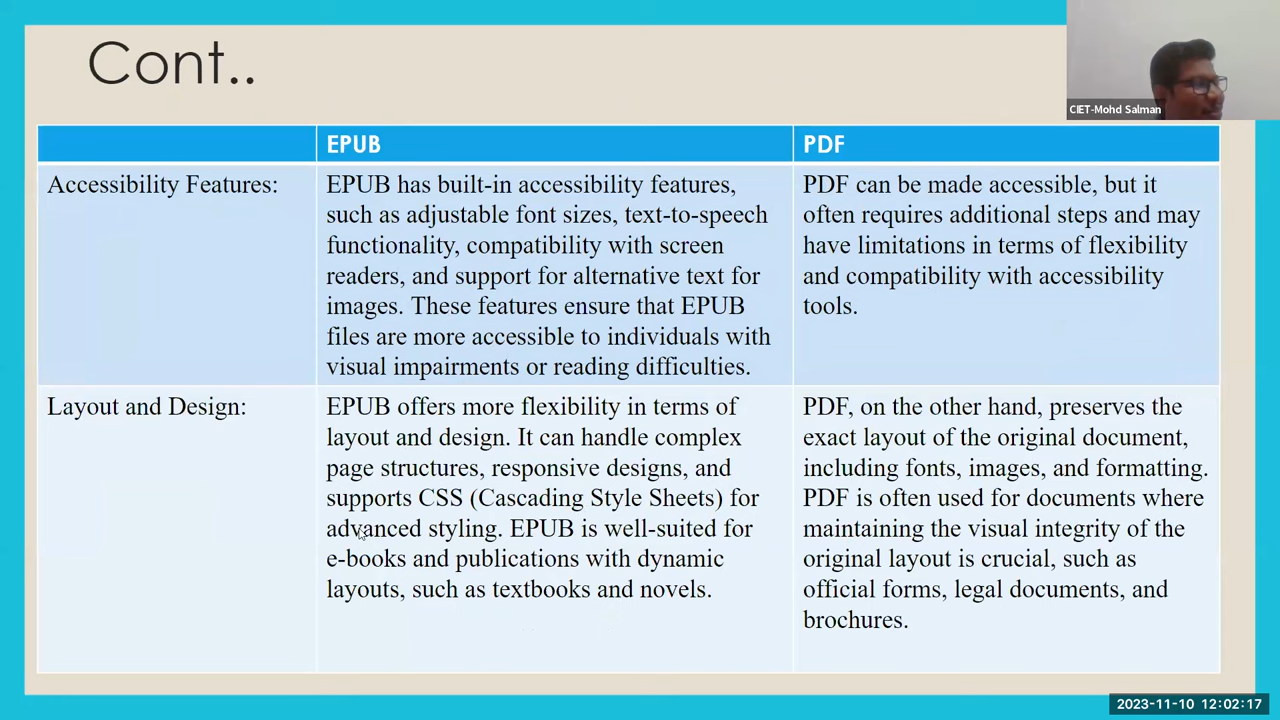 Cont..
CIET-Mohd Salman
EPUB
PDF
Accessibility Features:
EPUB has built-in accessibility features,
such as adjustable font sizes, text-to-speech
functionality, compatibility with screen
readers, and support for alternative text for
images. These features ensure that EPUB
files are more accessible to individuals with
visual impairments or reading difficulties.
PDF can be made accessible, but it
often requires additional steps and may
have limitations in terms of flexibility
and compatibility with accessibility
tools.
Layout and Design:
EPUB offers more flexibility in terms of
layout and design. It can handle complex
page structures, responsive designs, and
supports CSS (Cascading Style Sheets) for
advanced styling. EPUB is well-suited for
e-books and publications with dynamic
layouts, such as textbooks and novels.
PDF, on the other hand, preserves the
exact layout of the original document,
including fonts, images, and formatting.
PDF is often used for documents where
maintaining the visual integrity of the
original layout is crucial, such as
official forms, legal documents, and
brochures.
2023-11-10 12:02:17